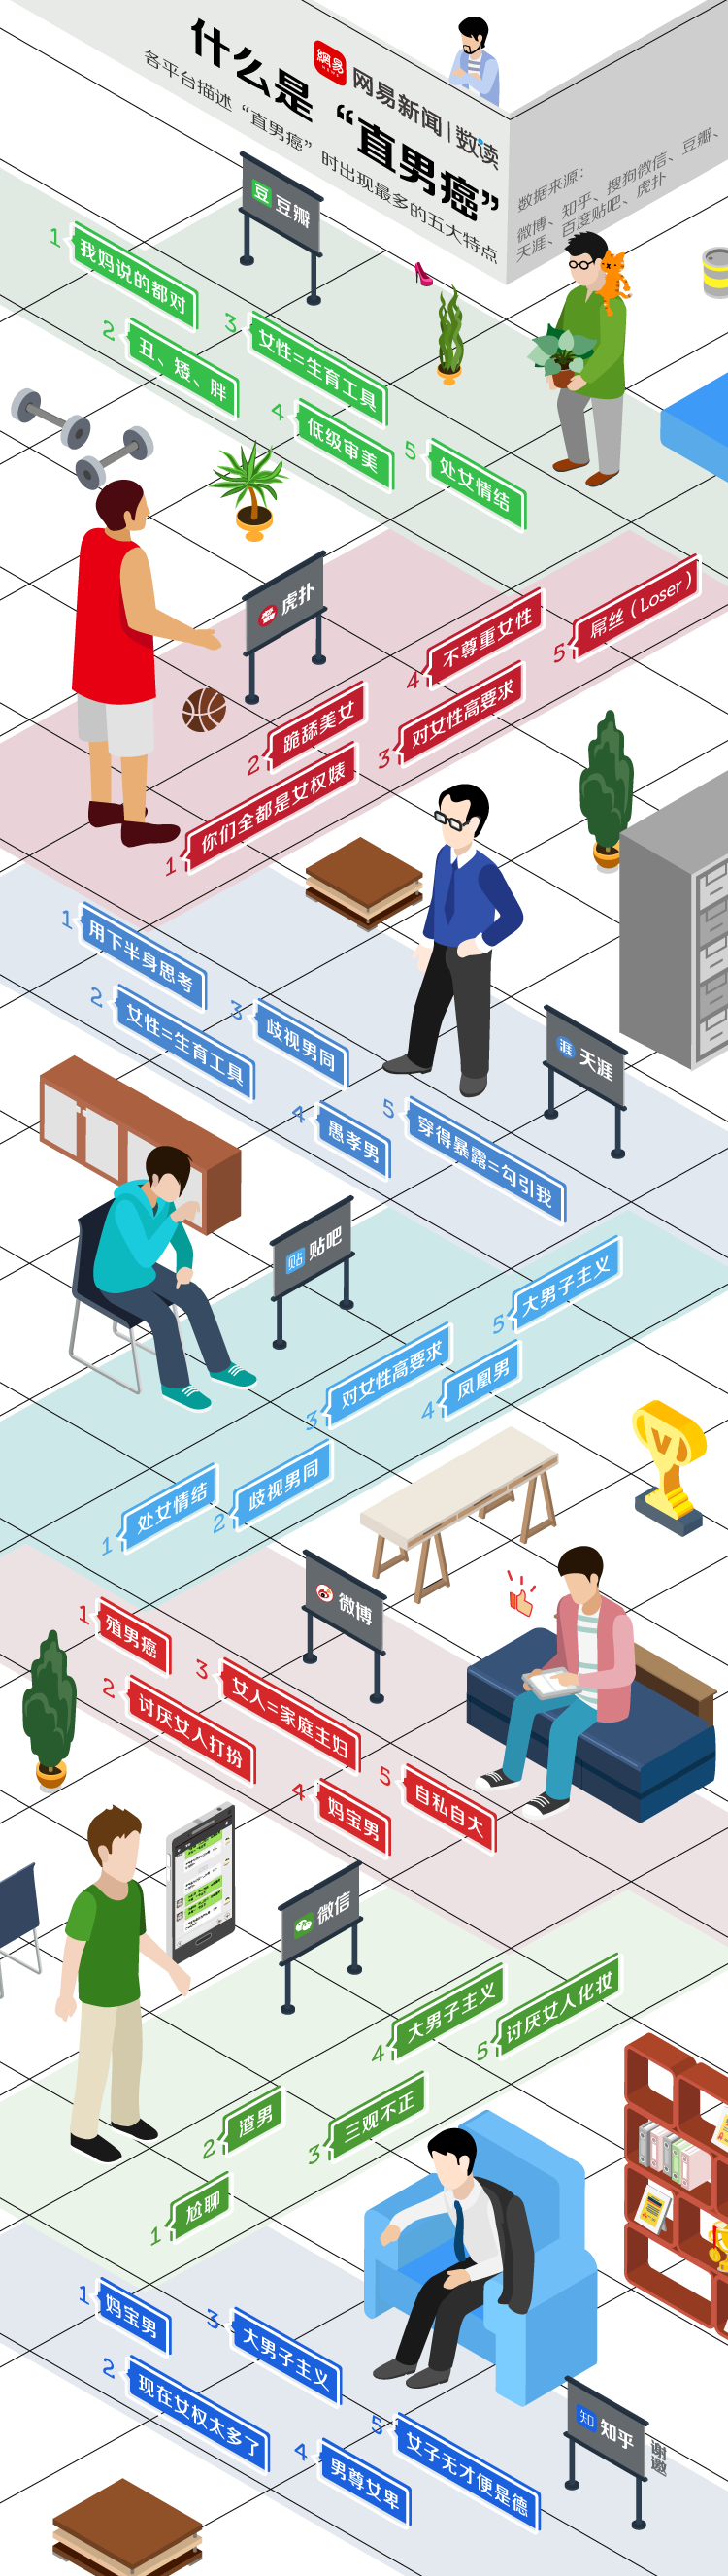 網易
NEWS
网易新闻 | 数读
什么是“直男癌”
各平台描述“直男癌”时出现最多的五大特点
数据来源：
微博、知乎、搜狗微信、豆瓣、
天涯、百度贴吧、虎扑
豆 豆瓣
1 我妈说的都对
2 丑、矮、胖
3 女性=生育工具
4 低级审美
5 处女情结
虎扑
1 你们全都是女权婊
2 跪舔美女
3 对女性高要求
4 不尊重女性
5 屌丝（Loser）
涯 天涯
1 用下半身思考
2 女性=生育工具
3 歧视男同
4 愚孝男
5 穿得暴露=勾引我
贴 贴吧
1 处女情结
2 歧视男同
3 对女性高要求
4 凤凰男
5 大男子主义
V
微博
1 殖男癌
2 讨厌女人打扮
3 女人=家庭主妇
4 妈宝男
5 自私自大
微信
1 尬聊
2 渣男
3 三观不正
4 大男子主义
5 讨厌女人化妆
知 知乎
谢邀
1 妈宝男
2 现在女权太多了
3 大男子主义
4 男尊女卑
5 女子无才便是德